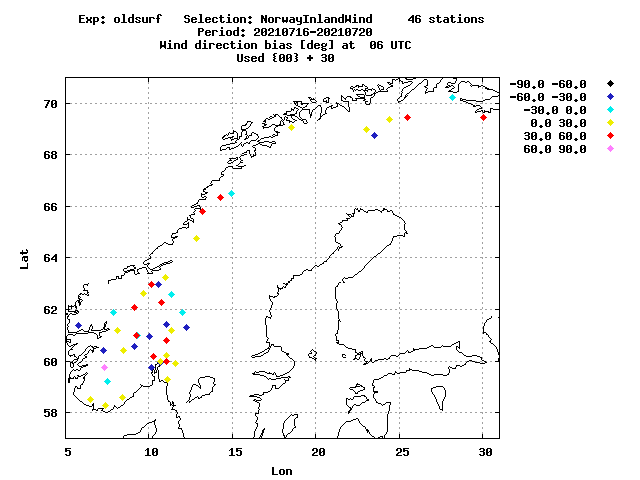 Exp: oldsurf   Selection: NorwayInlandWind     46 stations
Period: 20210716-20210720
Wind direction bias [deg] at  06 UTC
Used {00} + 30
-90.0 -60.0
-60.0 -30.0
-30.0 0.0
0.0 30.0
30.0 60.0
60.0 90.0
70
68
66
64
62
60
58
Lat
5 10 15 20 25 30
Lon